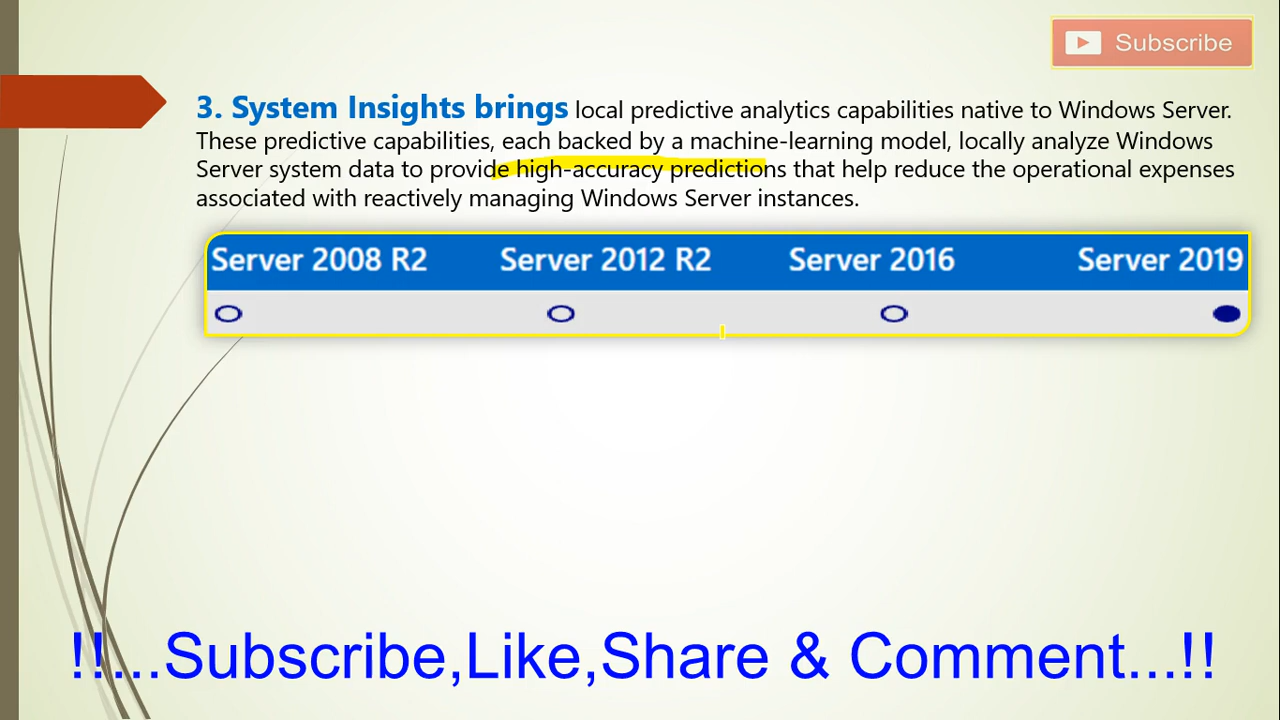 Subscribe
3. System Insights brings local predictive analytics capabilities native to Windows Server.
These predictive capabilities, each backed by a machine-learning model, locally analyze Windows
Server system data to provide high-accuracy predictions that help reduce the operational expenses
associated with reactively managing Windows Server instances.
Server 2008 R2 Server 2012 R2 Server 2016 Server 2019
!!...Subscribe,Like,Share & Comment...!!